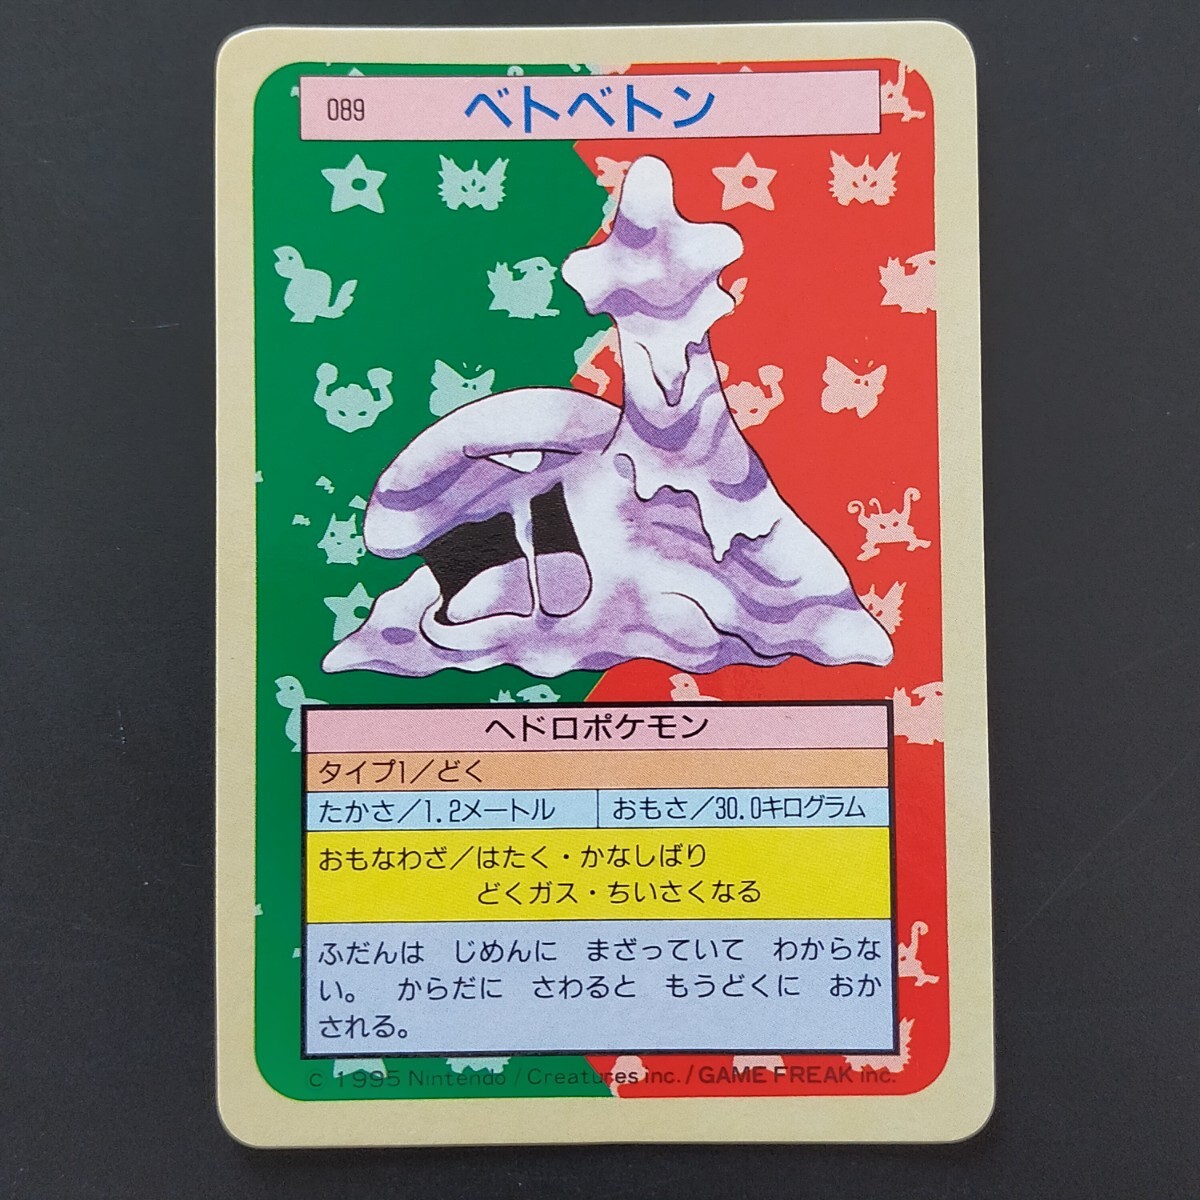 089 ベトベトン
ヘドロポケモン
タイプ1／どく
たかさ／1.2メートル おもさ／30.0キログラム
おもなわざ／はたく・かなしばり
どくガス・ちいさくなる
ふだんは じめんに まざっていて わからな
い。 からだに さわると もうどくに おか
される。
© 1995 Nintendo / Creatures inc. / GAME FREAK inc.